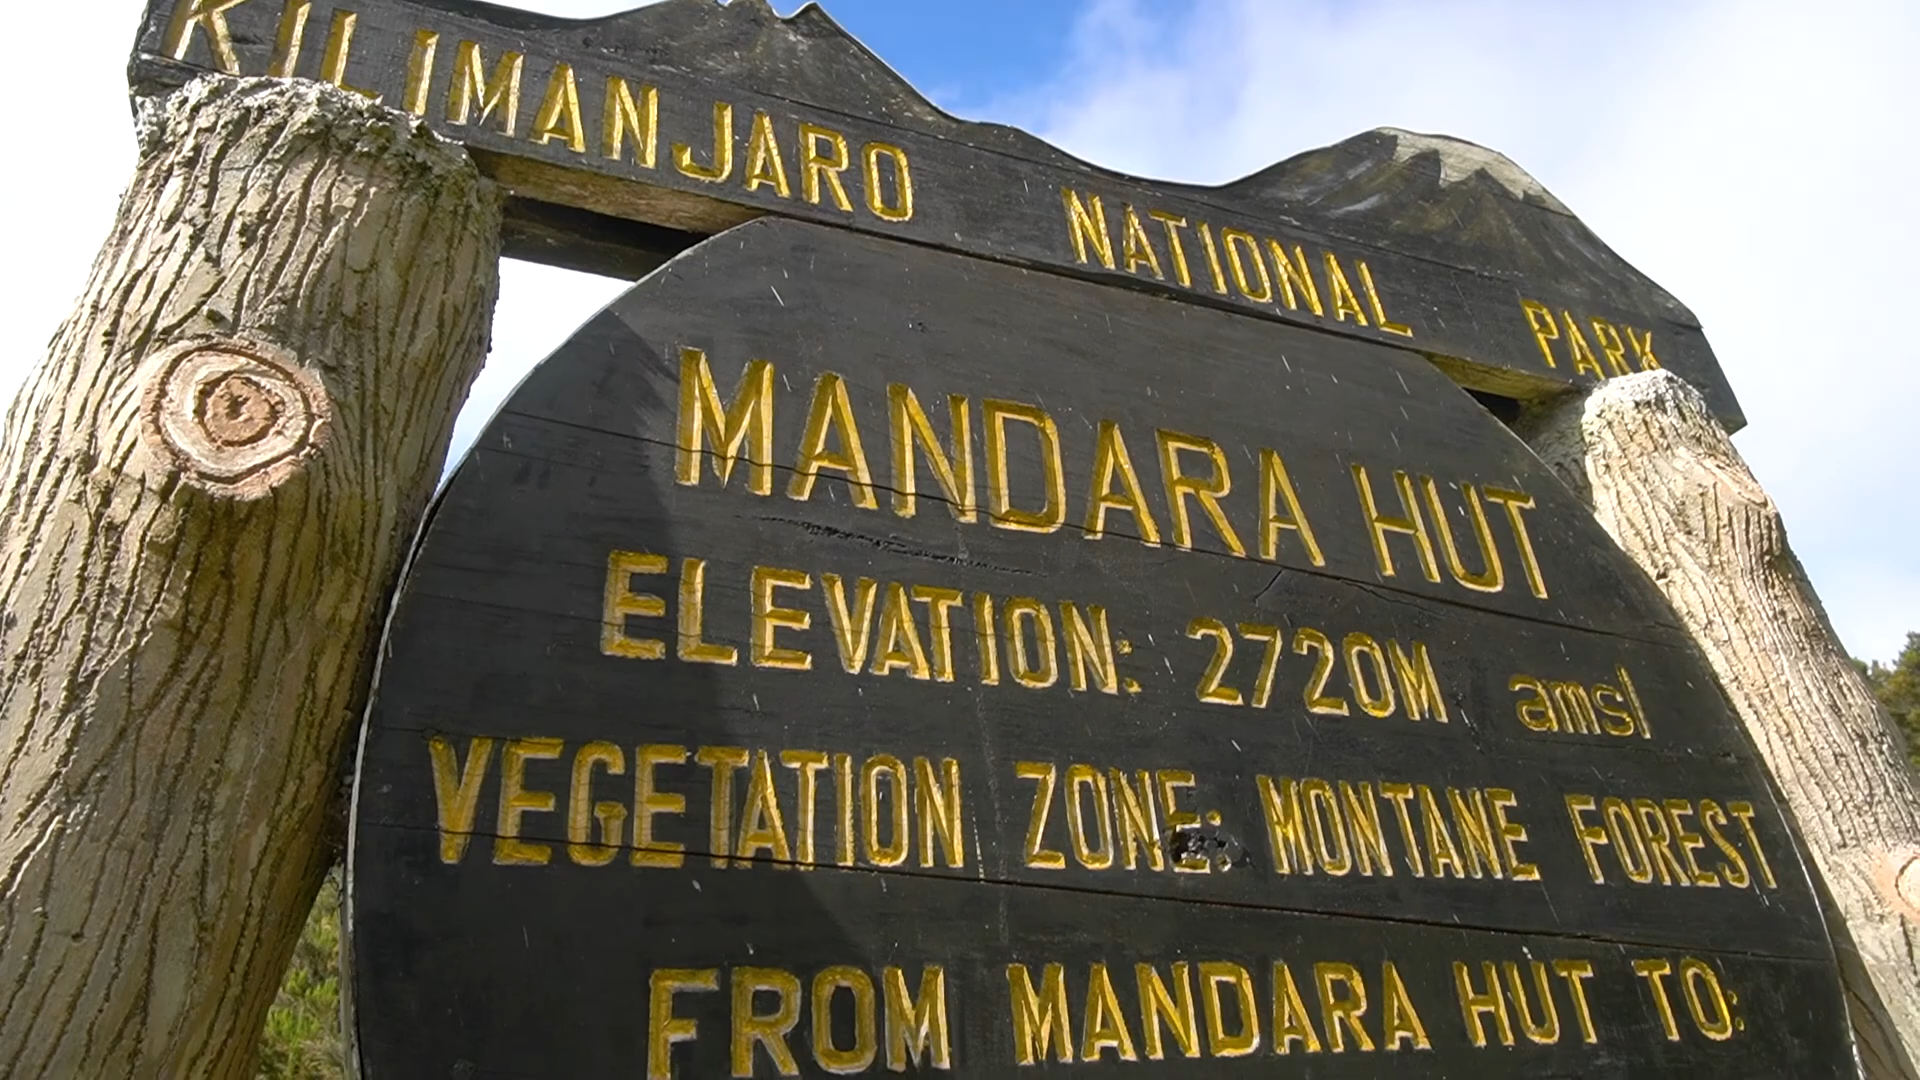 KILIMANJARO NATIONAL PARK
MANDARA HUT
ELEVATION: 2720M amsl
VEGETATION ZONE: MONTANE FOREST
FROM MANDARA HUT TO: